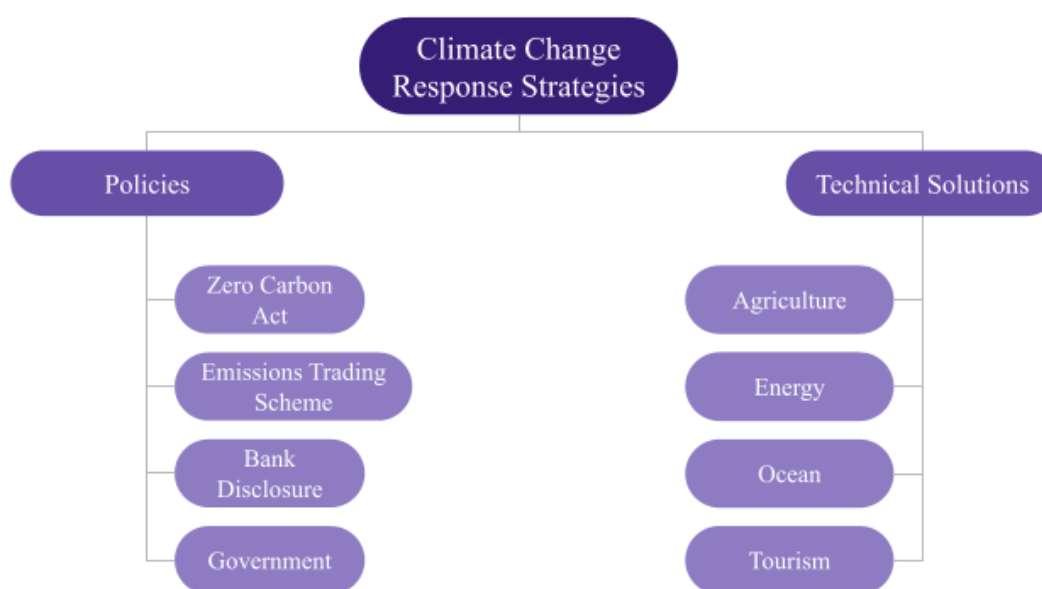 Climate Change
Response Strategies
Policies
Technical Solutions
Zero Carbon
Act
Emissions Trading
Scheme
Bank
Disclosure
Government
Agriculture
Energy
Ocean
Tourism